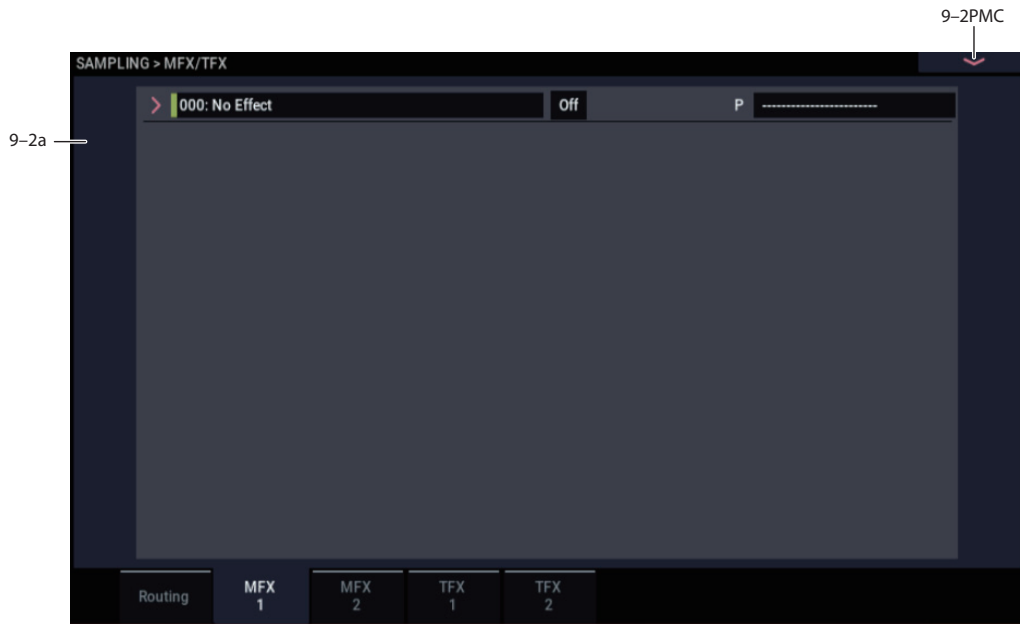 9–2PMC
SAMPLING > MFX/TFX
000: No Effect
Off
P
------------------------
9–2a
Routing
MFX
1
MFX
2
TFX
1
TFX
2